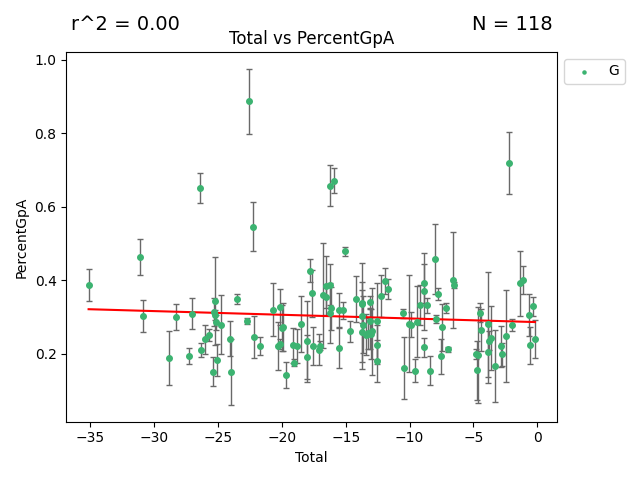 r^2 = 0.00
N = 118
Total vs PercentGpA
G
PercentGpA
1.0
0.8
0.6
0.4
0.2
−35
−30
−25
−20
−15
−10
−5
0
Total